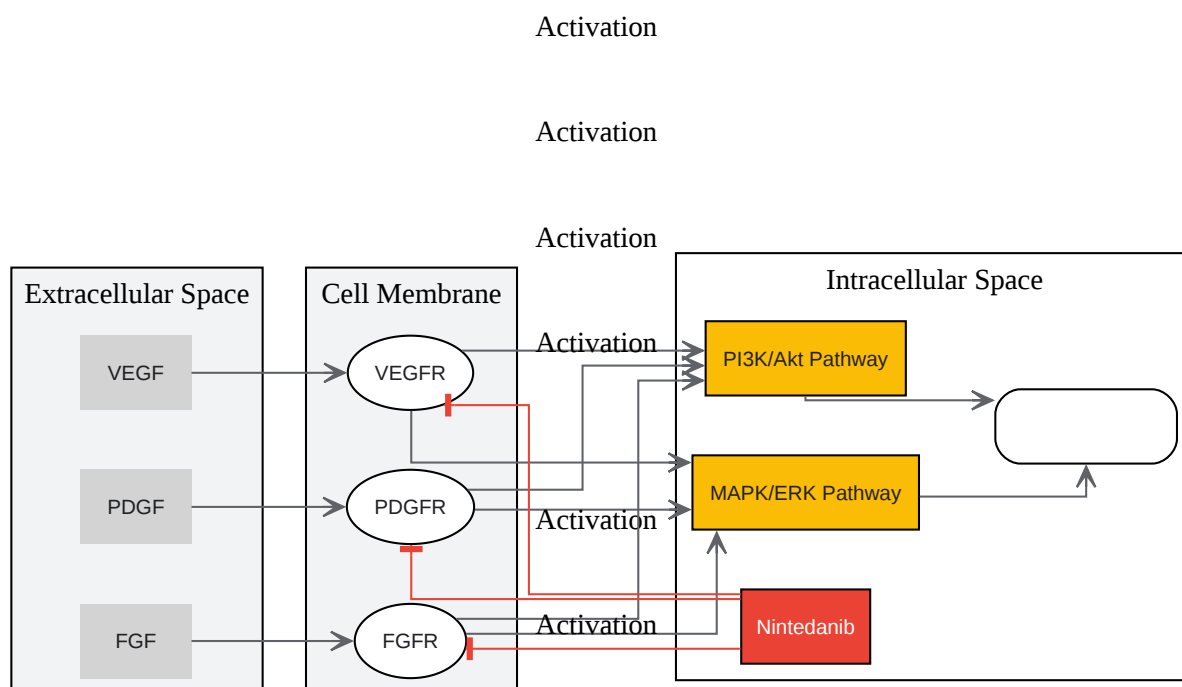 Activation
Activation
Activation
Extracellular Space
Cell Membrane
Intracellular Space
Activation
VEGF
VEGFR
PI3K/Akt Pathway
MAPK/ERK Pathway
PDGF
PDGFR
Activation
FGF
FGFR
Activation
Nintedanib